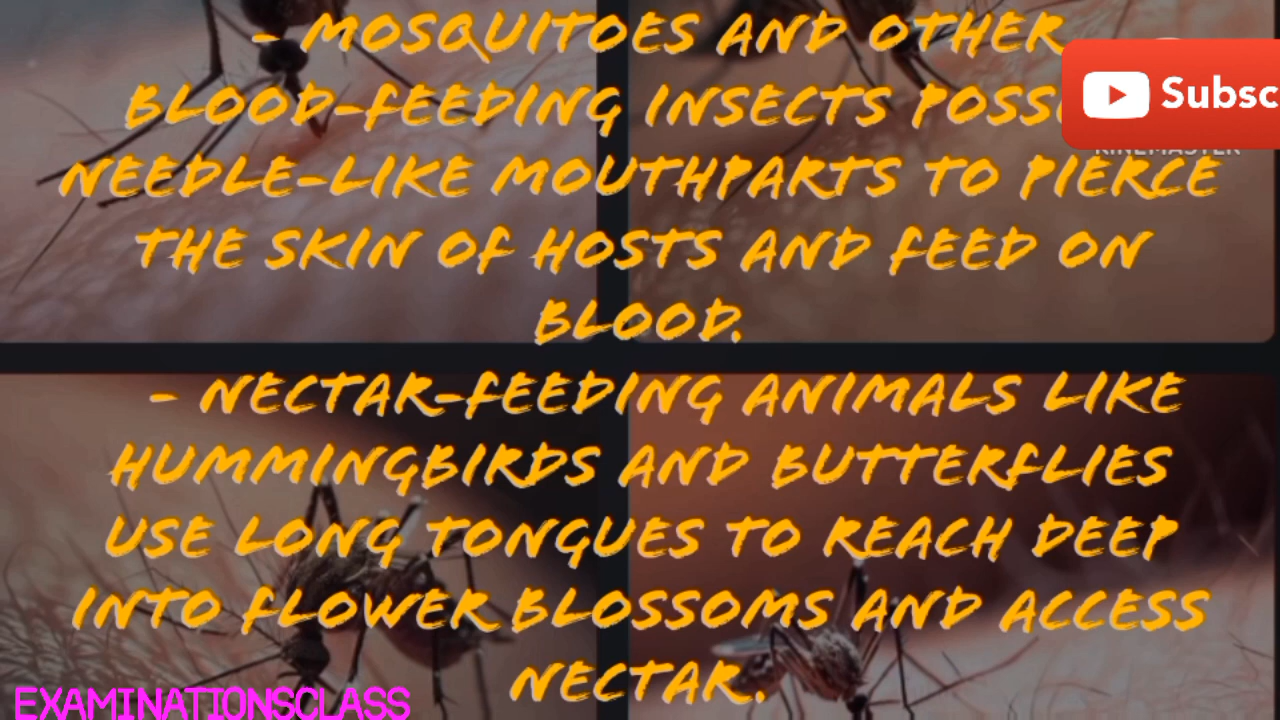 - MOSQUITOES AND OTHER
BLOOD-FEEDING INSECTS POSS
Subsc
KINEMASTER
NEEDLE-LIKE MOUTHPARTS TO PIERCE
THE SKIN OF HOSTS AND FEED ON
BLOOD.
- NECTAR-FEEDING ANIMALS LIKE
HUMMINGBIRDS AND BUTTERFLIES
USE LONG TONGUES TO REACH DEEP
INTO FLOWER BLOSSOMS AND ACCESS
NECTAR.
EXAMINATIONSCLASS